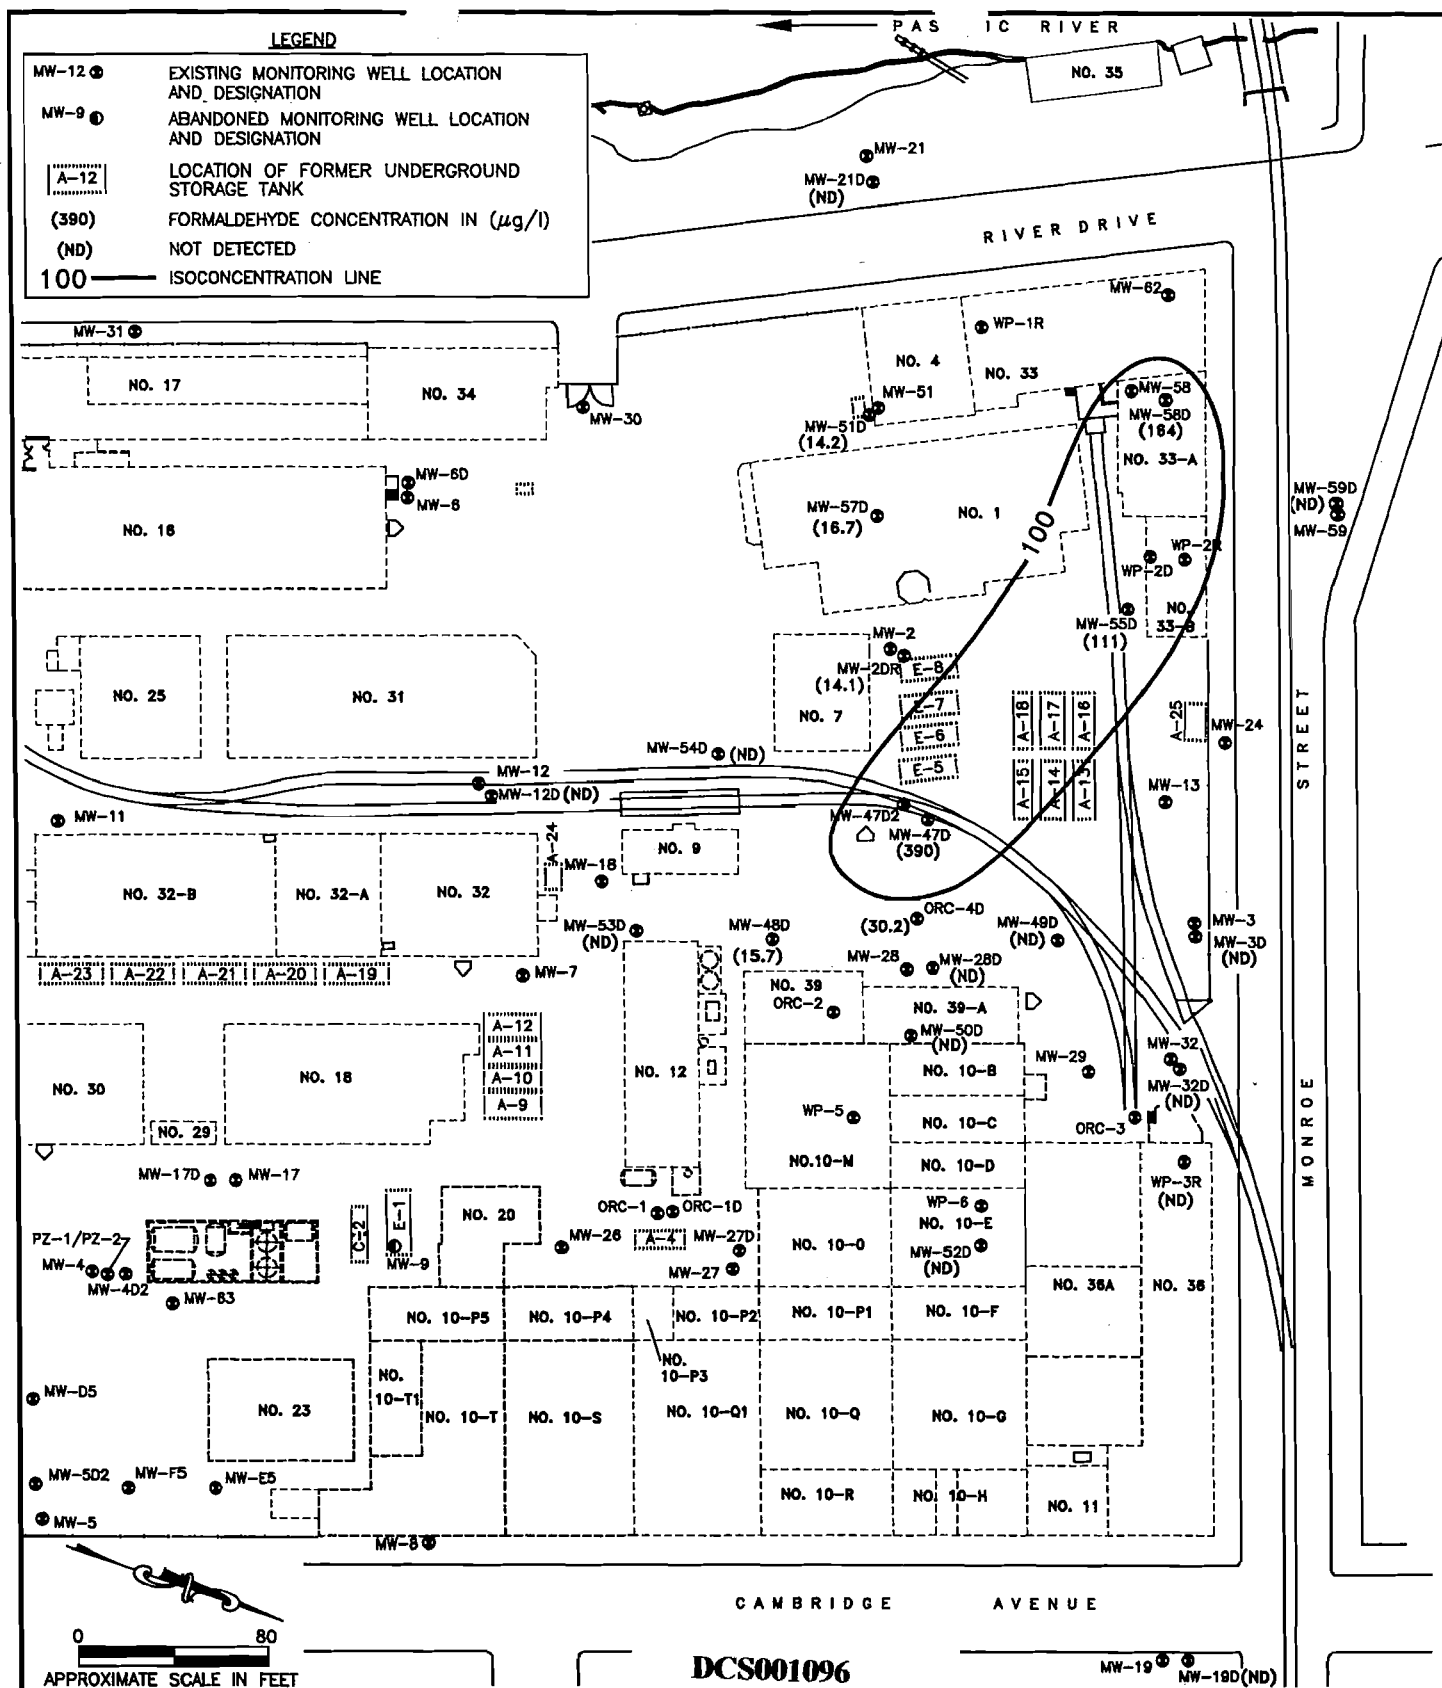 LEGEND
MW-12
EXISTING MONITORING WELL LOCATION
AND DESIGNATION
MW-9
ABANDONED MONITORING WELL LOCATION
AND DESIGNATION
A-12
LOCATION OF FORMER UNDERGROUND
STORAGE TANK
(390)
FORMALDEHYDE CONCENTRATION IN (µg/l)
(ND)
NOT DETECTED
100
ISOCONCENTRATION LINE
PAS IC RIVER
NO. 35
MW-21
MW-21D
(ND)
RIVER DRIVE
MW-62
WP-1R
MW-31
NO. 17
NO. 34
MW-30
NO. 4
NO. 33
MW-51
MW-51D
(14.2)
MW-58
MW-58D
(164)
NO. 33-A
MW-6D
MW-6
NO. 16
MW-57D
(16.7)
NO. 1
100
MW-59D
(ND)
MW-59
WP-2R
WP-2D
NO.
33-B
MW-55D
(111)
MW-2
MW-2DR
(14.1)
E-8
E-7
E-6
E-5
NO. 7
NO. 25
NO. 31
A-18
A-17
A-16
A-15
A-14
A-13
A-25
MW-24
MW-13
MW-54D (ND)
MW-12
MW-12D (ND)
MW-11
MW-47D2
MW-47D
(390)
NO. 9
A-24
MW-18
NO. 32-B
NO. 32-A
NO. 32
MW-53D
(ND)
MW-48D
(15.7)
ORC-4D
(30.2)
MW-49D
(ND)
MW-3
MW-3D
(ND)
A-23
A-22
A-21
A-20
A-19
MW-7
MW-28
MW-28D
(ND)
NO. 39
ORC-2
NO. 39-A
MW-50D
(ND)
A-12
A-11
A-10
A-9
NO. 30
NO. 18
NO. 29
NO. 12
NO. 10-B
MW-29
MW-32
MW-32D
(ND)
WP-5
NO. 10-C
ORC-3
NO.10-M
NO. 10-D
WP-3R
(ND)
MW-17D
MW-17
ORC-1
ORC-1D
WP-6
NO. 10-E
C-2
E-1
NO. 20
MW-26
A-4
MW-27D
NO. 10-O
MW-52D
(ND)
PZ-1/PZ-2
MW-4
MW-4D2
MW-9
MW-27
MW-63
NO. 36A
NO. 36
NO. 10-P5
NO. 10-P4
NO. 10-P2
NO. 10-P1
NO. 10-F
NO.
10-P3
NO.
10-T1
MW-D5
NO. 23
NO. 10-T
NO. 10-S
NO. 10-Q1
NO. 10-Q
NO. 10-G
MW-5D2
MW-F5
MW-E5
MW-5
NO. 10-R
NO. 10-H
NO. 11
MW-8
STREET
MONROE
CAMBRIDGE AVENUE
0 80
APPROXIMATE SCALE IN FEET
DCS001096
MW-19
MW-19D(ND)